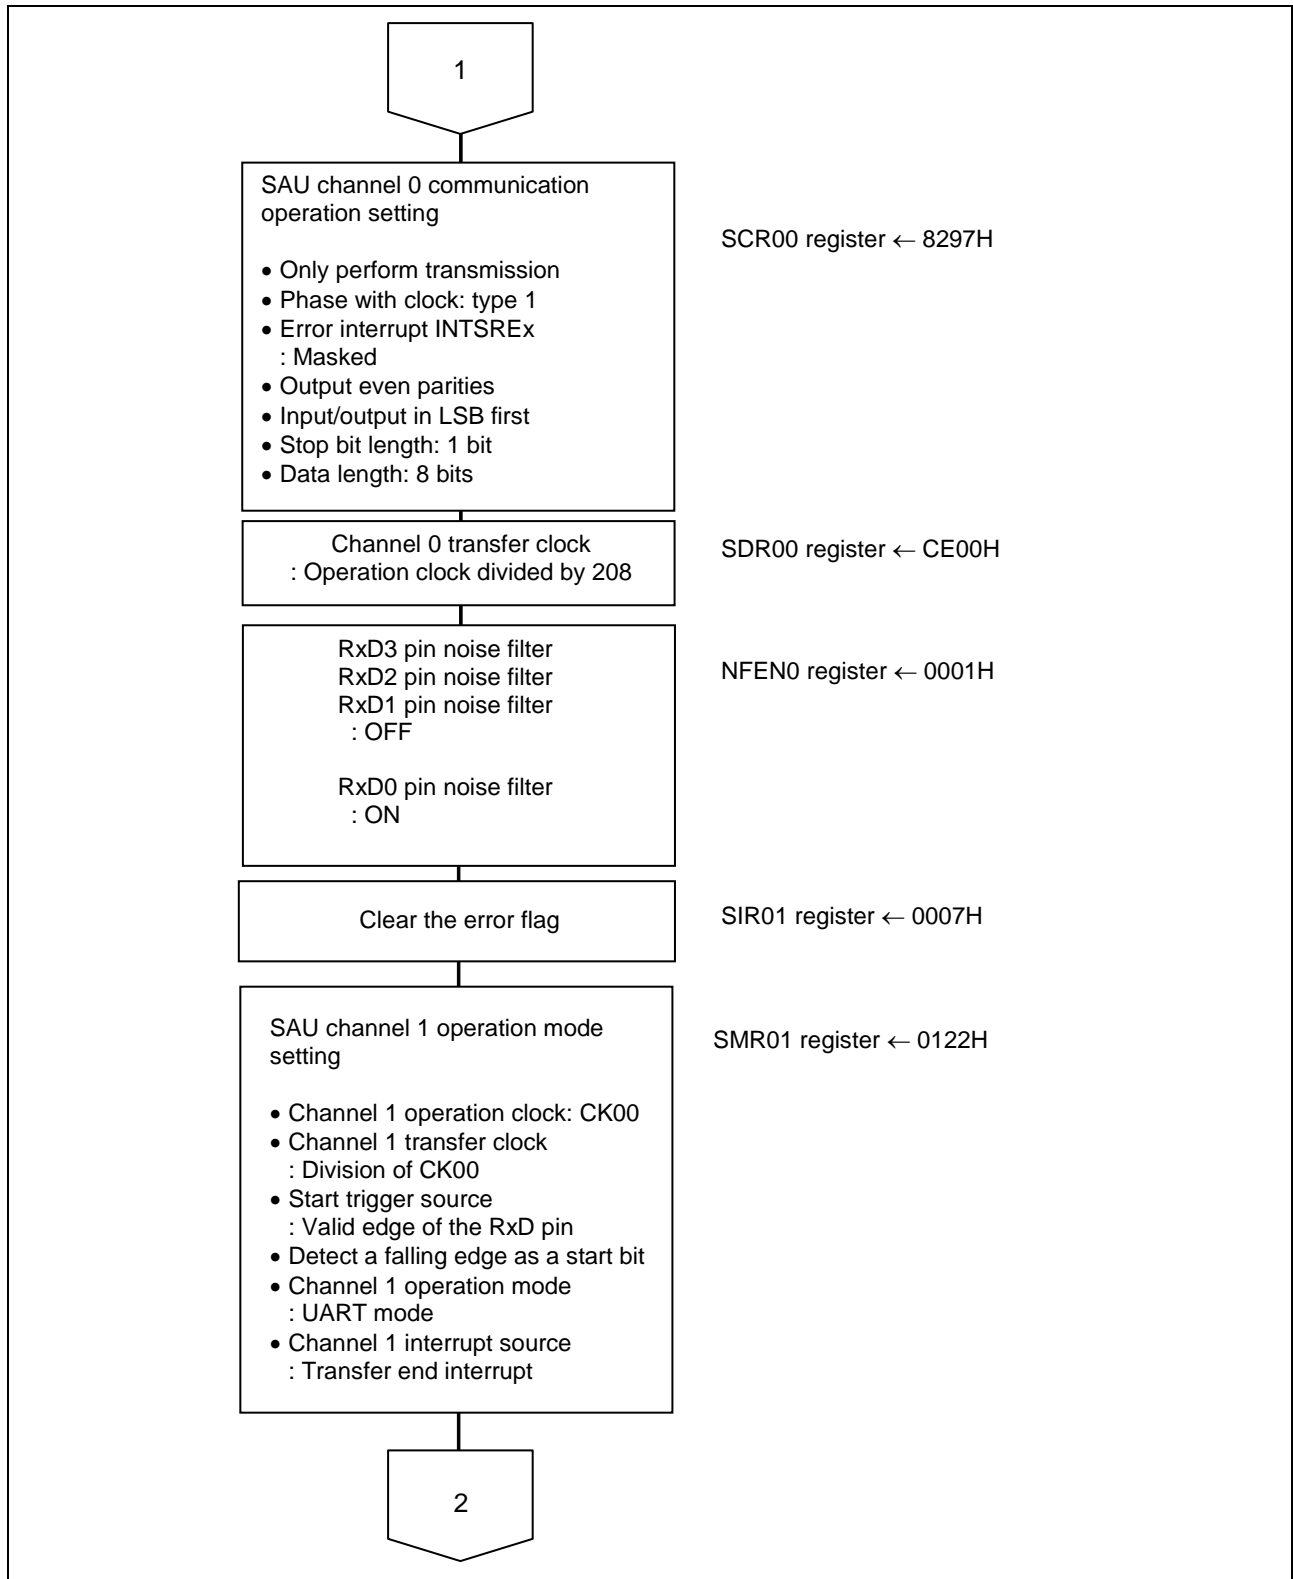 1
SAU channel 0 communication
operation setting
SCR00 register ← 8297H
• Only perform transmission
• Phase with clock: type 1
• Error interrupt INTSREx
: Masked
• Output even parities
• Input/output in LSB first
• Stop bit length: 1 bit
• Data length: 8 bits
Channel 0 transfer clock
: Operation clock divided by 208
SDR00 register ← CE00H
RxD3 pin noise filter
RxD2 pin noise filter
RxD1 pin noise filter
: OFF
RxD0 pin noise filter
: ON
NFEN0 register ← 0001H
Clear the error flag
SIR01 register ← 0007H
SAU channel 1 operation mode
setting
SMR01 register ← 0122H
• Channel 1 operation clock: CK00
• Channel 1 transfer clock
: Division of CK00
• Start trigger source
: Valid edge of the RxD pin
• Detect a falling edge as a start bit
• Channel 1 operation mode
: UART mode
• Channel 1 interrupt source
: Transfer end interrupt
2